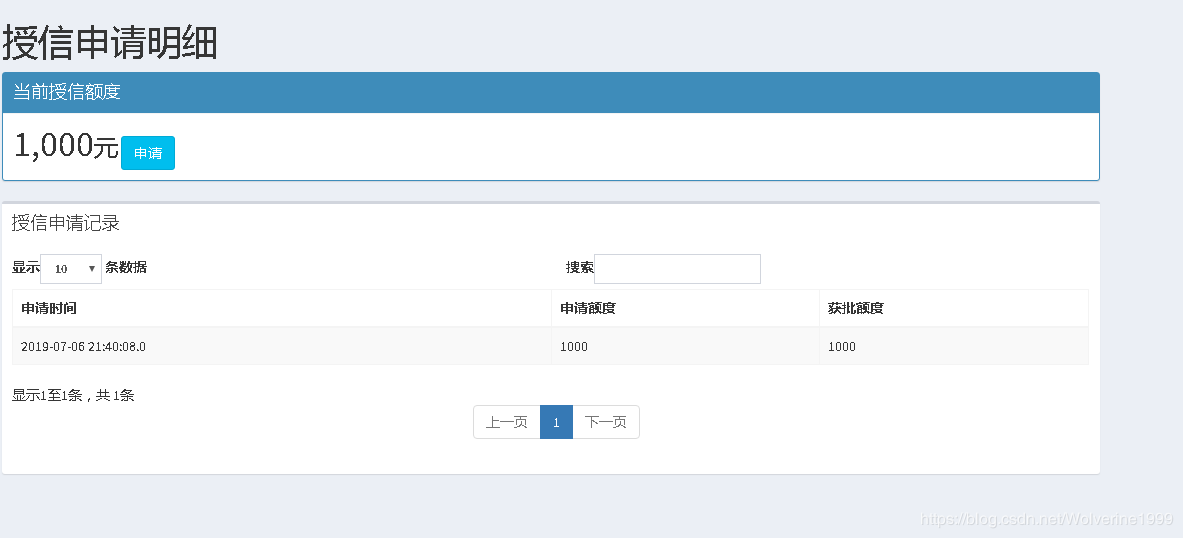 授信申请明细
当前授信额度
1,000元 申请
授信申请记录
显示 10 条数据 搜索
申请时间 申请额度 获批额度
2019-07-06 21:40:08.0 1000 1000
显示1至1条，共 1条
上一页 1 下一页
https://blog.csdn.net/Wolverine1999